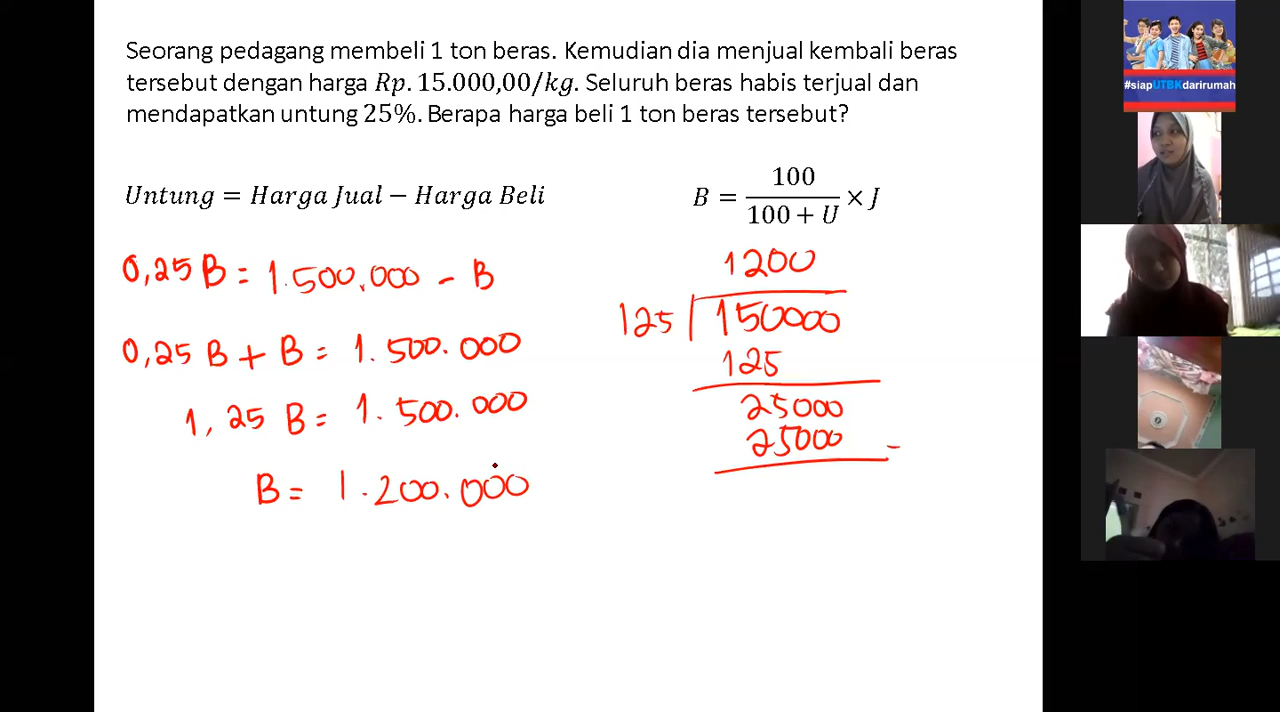 Seorang pedagang membeli 1 ton beras. Kemudian dia menjual kembali beras
tersebut dengan harga Rp. 15.000,00/kg. Seluruh beras habis terjual dan
mendapatkan untung 25%. Berapa harga beli 1 ton beras tersebut?
Untung = Harga Jual − Harga Beli
B = 100 / 100 + U × J
0,25 B = 1.500.000 - B
0,25 B + B = 1.500.000
1,25 B = 1.500.000
B = 1.200.000
1200
125 150000
125
25000
25000 -
#siapUTBKdarirumah